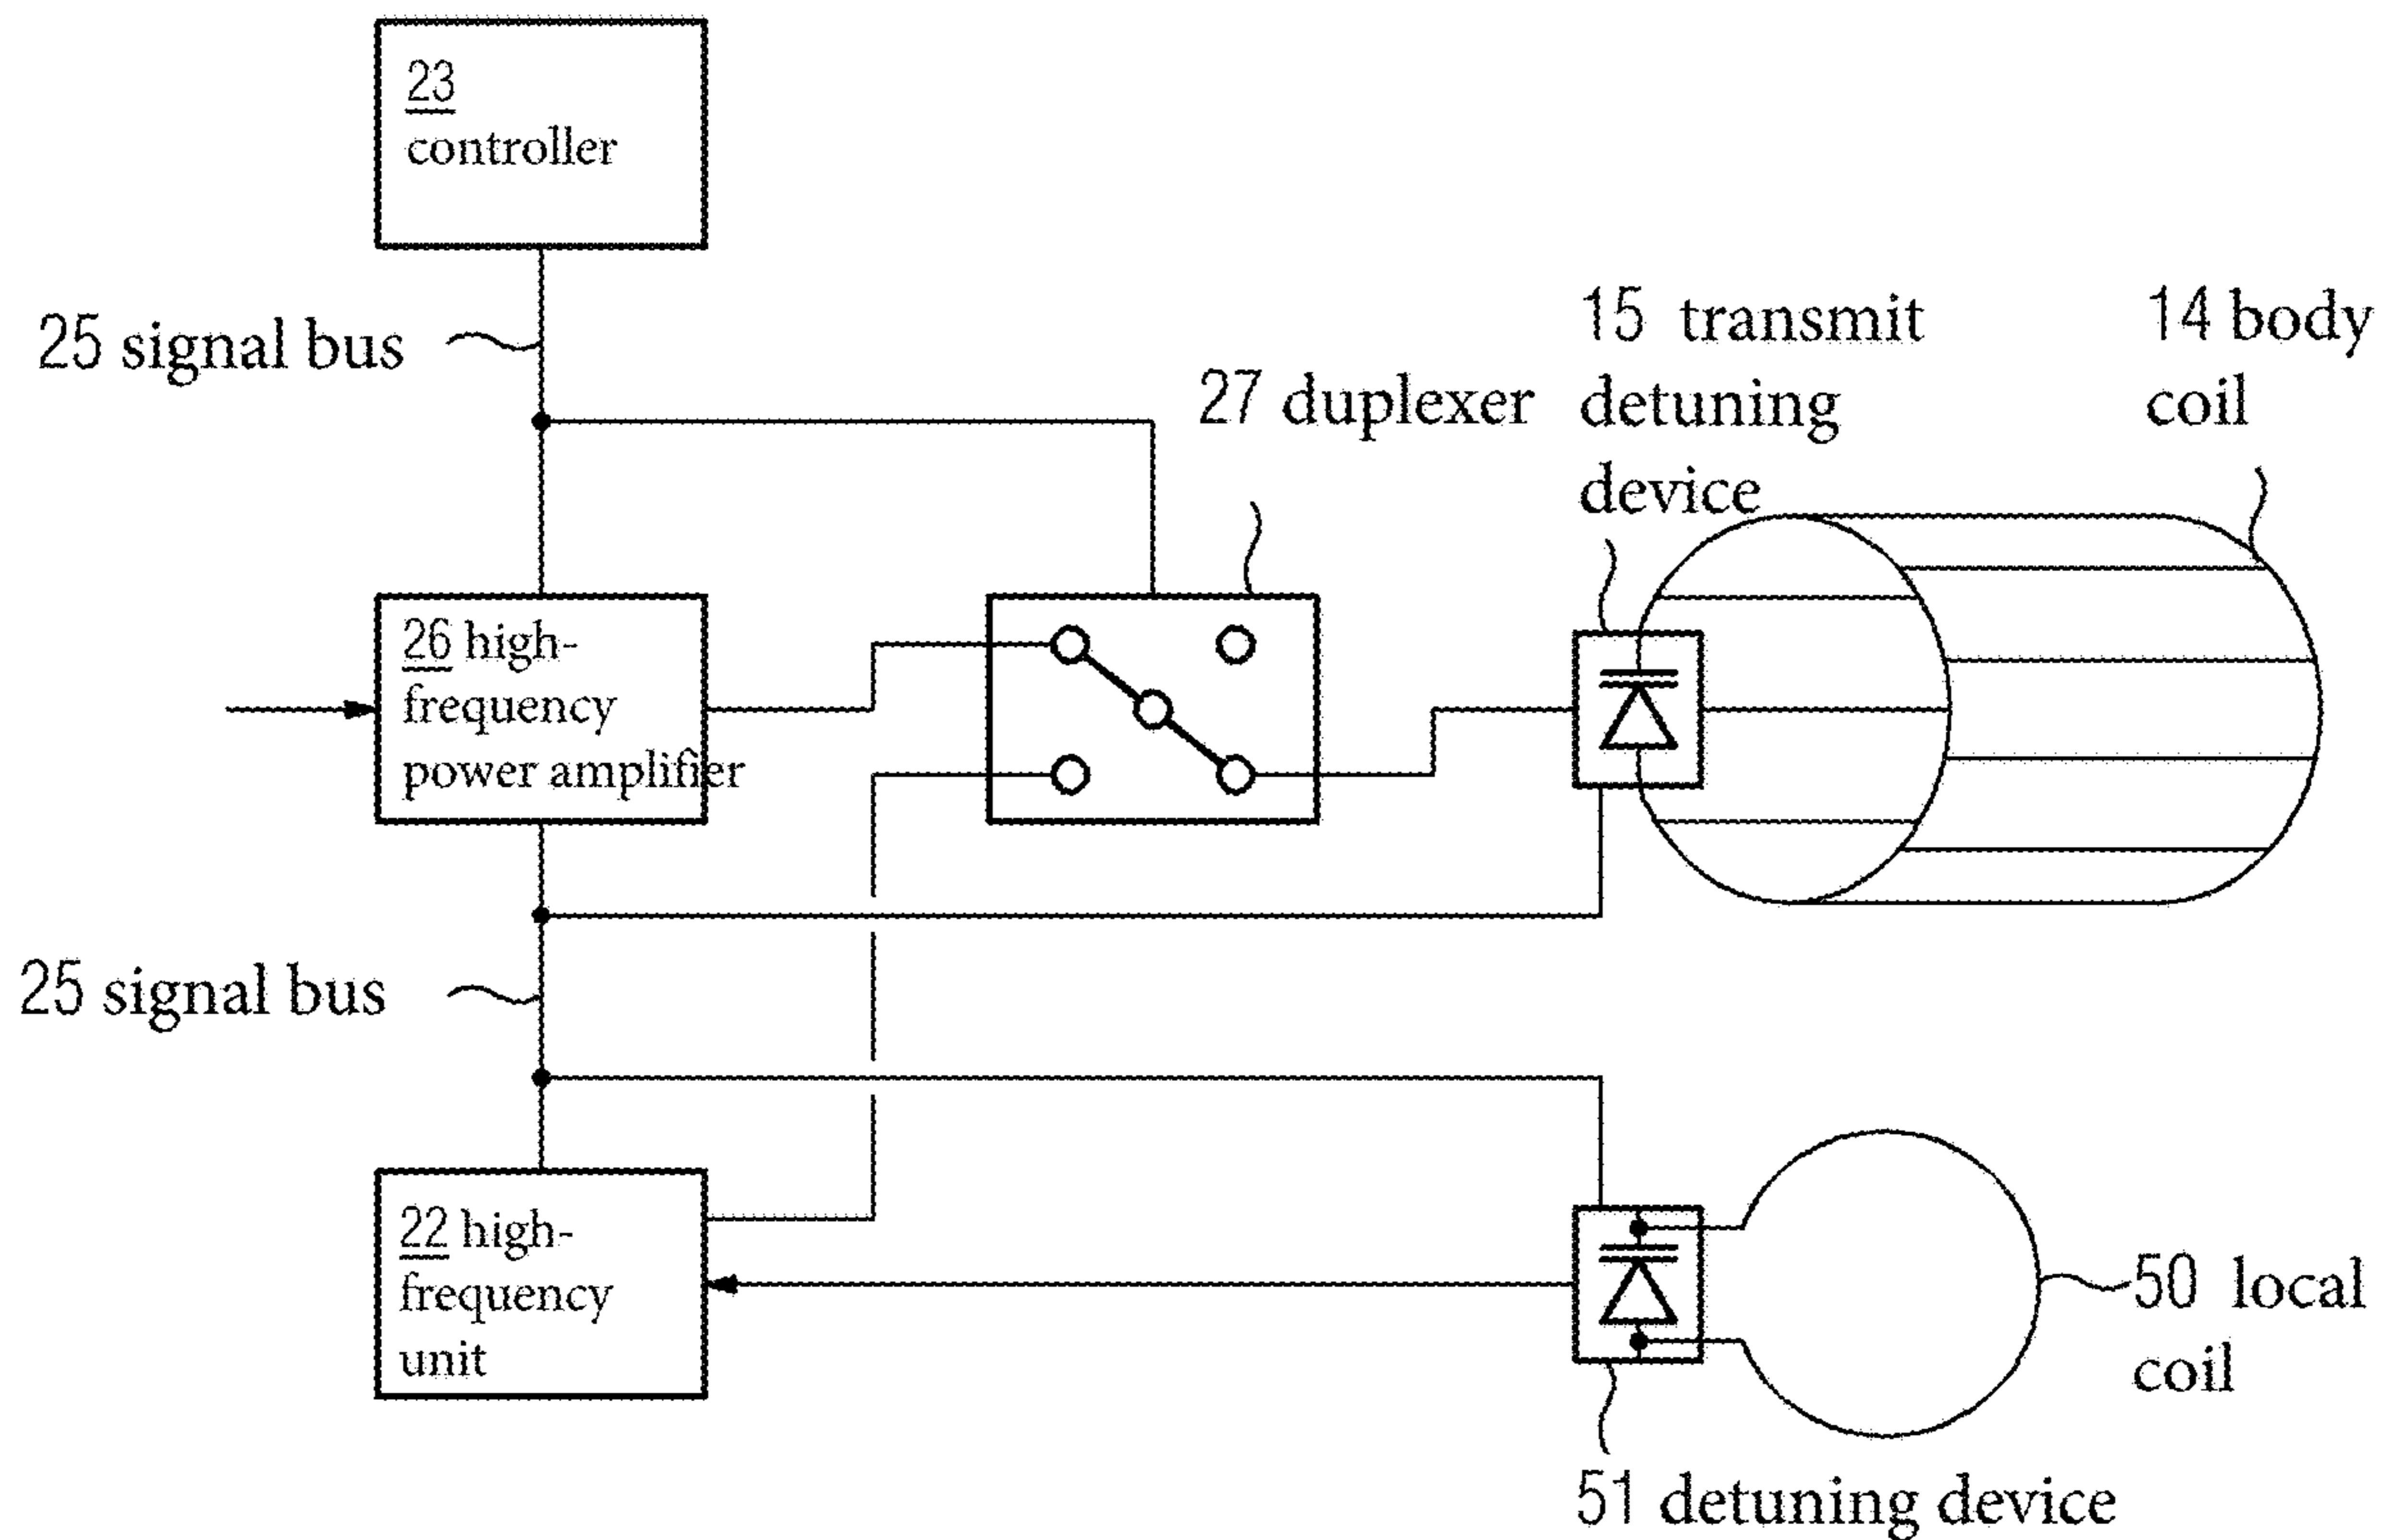 23
controller
25 signal bus
15 transmit
detuning
device
14 body
coil
27 duplexer
26 high-
frequency
power amplifier
25 signal bus
22 high-
frequency
unit
50 local
coil
51 detuning device